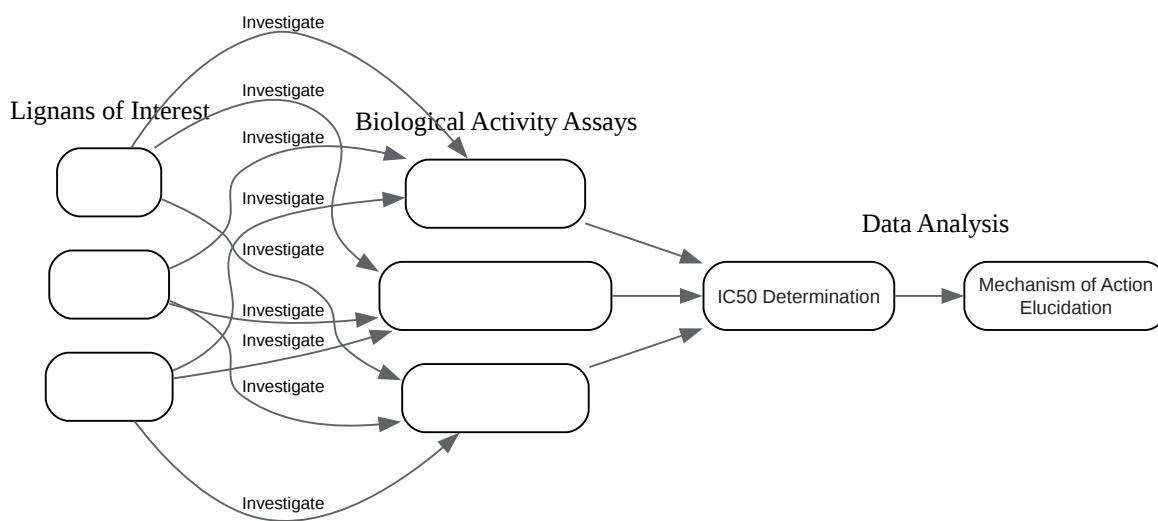 Investigate
Investigate
Lignans of Interest
Biological Activity Assays
Investigate
Investigate
Data Analysis
Investigate
IC50 Determination
Mechanism of Action
Elucidation
Investigate
Investigate
Investigate
Investigate